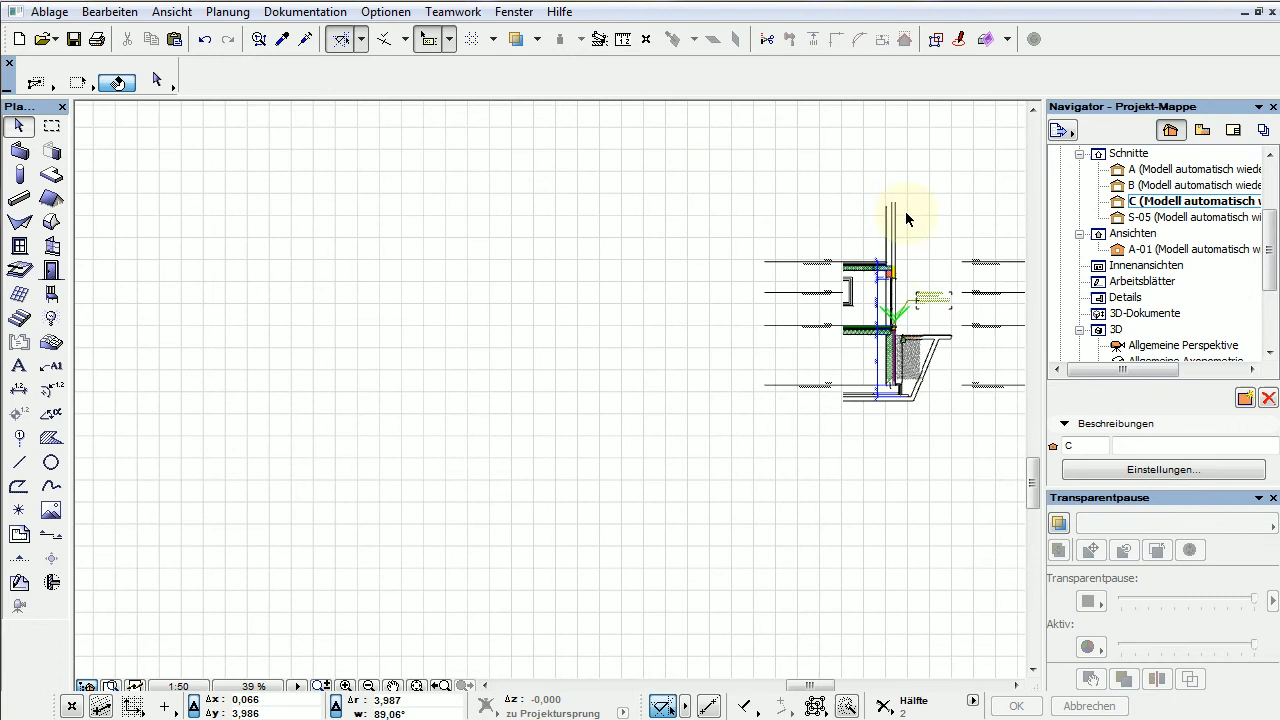 Ablage Bearbeiten Ansicht Planung Dokumentation Optionen Teamwork Fenster Hilfe
Pla...
Navigator - Projekt-Mappe
Schnitte
A (Modell automatisch wiede
B (Modell automatisch wiede
C (Modell automatisch w
S-05 (Modell automatisch wi
Ansichten
A-01 (Modell automatisch w
Innenansichten
Arbeitsblätter
Details
3D-Dokumente
3D
Allgemeine Perspektive
Allgemeine Axonometrie
Beschreibungen
C
Einstellungen...
Transparentpause
Transparentpause:
Aktiv:
1:50
39 %
Δx: 0,066
Δy: 3,986
r: 3,987
w: 89,06°
Δz : -0,000
zu Projektursprung
Hälfte
2
OK
Abbrechen